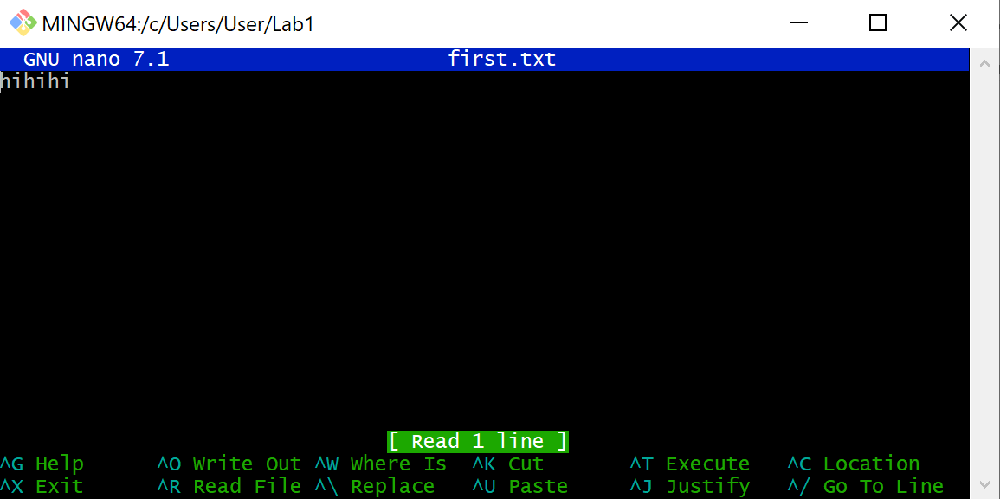 MINGW64:/c/Users/User/Lab1
GNU nano 7.1 first.txt
hihihi
[ Read 1 line ]
^G Help ^O Write Out ^W Where Is ^K Cut ^T Execute ^C Location
^X Exit ^R Read File ^\ Replace ^U Paste ^J Justify ^/ Go To Line